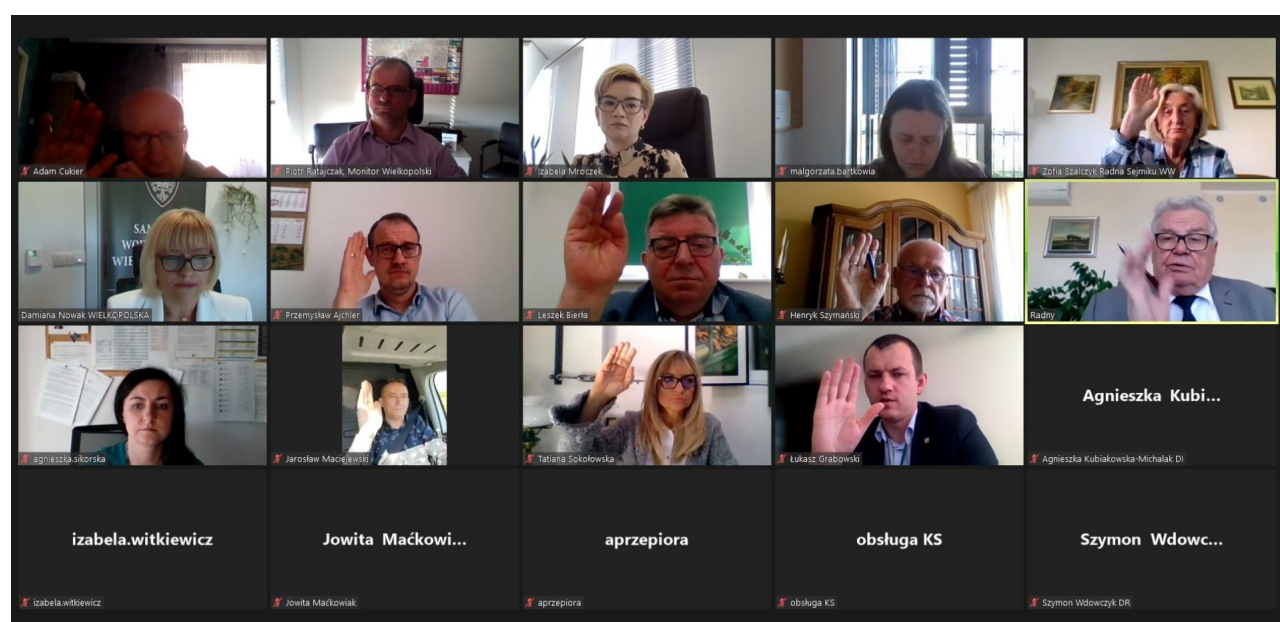 Adam Cukier
Piotr Ratajczak, Monitor Wielkopolski
Izabela Mroczek
malgorzata.bartkowia
Zofia Szalczyk Radna Sejmiku WW
SA
WO
WIE
Damiana Nowak WIELKOPOLSKA
Przemysław Ajchler
Leszek Bierła
Henryk Szymański
Radny
agnieszka.sikorska
Jarosław Maciejewski
Tatiana Sokołowska
Łukasz Grabowski
Agnieszka Kubi...
Agnieszka Kubiakowska-Michalak DI
izabela.witkiewicz
izabela.witkiewicz
Jowita Maćkowi...
Jowita Maćkowiak
aprzepiora
aprzepiora
obsługa KS
obsługa KS
Szymon Wdowc...
Szymon Wdowczyk DR